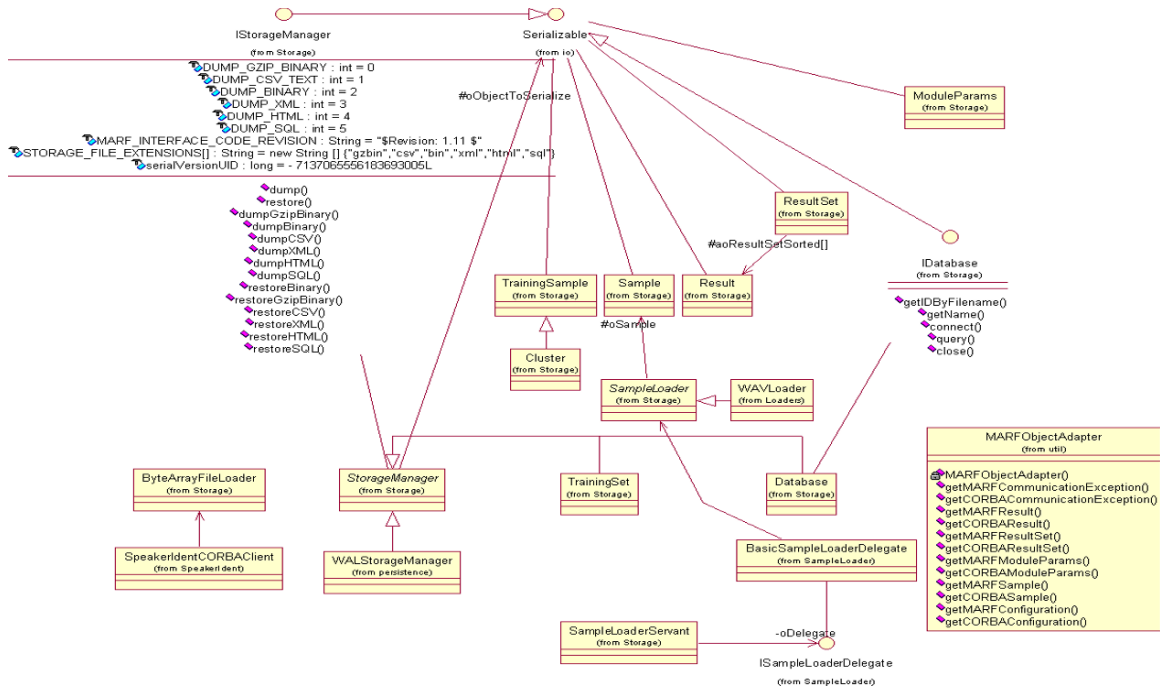 IStorageManager
(from Storage)
DUMP_GZIP_BINARY : int = 0
DUMP_CSV_TEXT : int = 1
DUMP_BINARY : int = 2
DUMP_XML : int = 3
DUMP_HTML : int = 4
DUMP_SQL : int = 5
MARF_INTERFACE_CODE_REVISION : String = "$Revision: 1.11 $"
STORAGE_FILE_EXTENSIONS[] : String = new String [] {"gzbin","csv","bin","xml","html","sql"}
serialVersionUID : long = - 7137065556183693005L
dump()
restore()
dumpGzipBinary()
dumpBinary()
dumpCSV()
dumpXML()
dumpHTML()
dumpSQL()
restoreBinary()
restoreGzipBinary()
restoreCSV()
restoreXML()
restoreHTML()
restoreSQL()
Serializable
(from io)
#oObjectToSerialize
ModuleParams
(from Storage)
ResultSet
(from Storage)
#aoResultSetSorted[]
IDatabase
(from Storage)
getIDByFilename()
getName()
connect()
query()
close()
TrainingSample
(from Storage)
Sample
(from Storage)
Result
(from Storage)
#oSample
Cluster
(from Storage)
SampleLoader
(from Storage)
WAVLoader
(from Loaders)
ByteArrayFileLoader
(from Storage)
StorageManager
(from Storage)
TrainingSet
(from Storage)
Database
(from Storage)
MARFObjectAdapter
(from util)
MARFObjectAdapter()
getMARFCommunicationException()
getCORBACommunicationException()
getMARFResult()
getCORBAResult()
getMARFResultSet()
getCORBAResultSet()
getMARFModuleParams()
getCORBAModuleParams()
getMARFSample()
getCORBASample()
getMARFConfiguration()
getCORBAConfiguration()
SpeakerIdentCORBAClient
(from SpeakerIdent)
WALStorageManager
(from persistence)
BasicSampleLoaderDelegate
(from SampleLoader)
SampleLoaderServant
(from Storage)
-oDelegate
ISampleLoaderDelegate
(from SampleLoader)